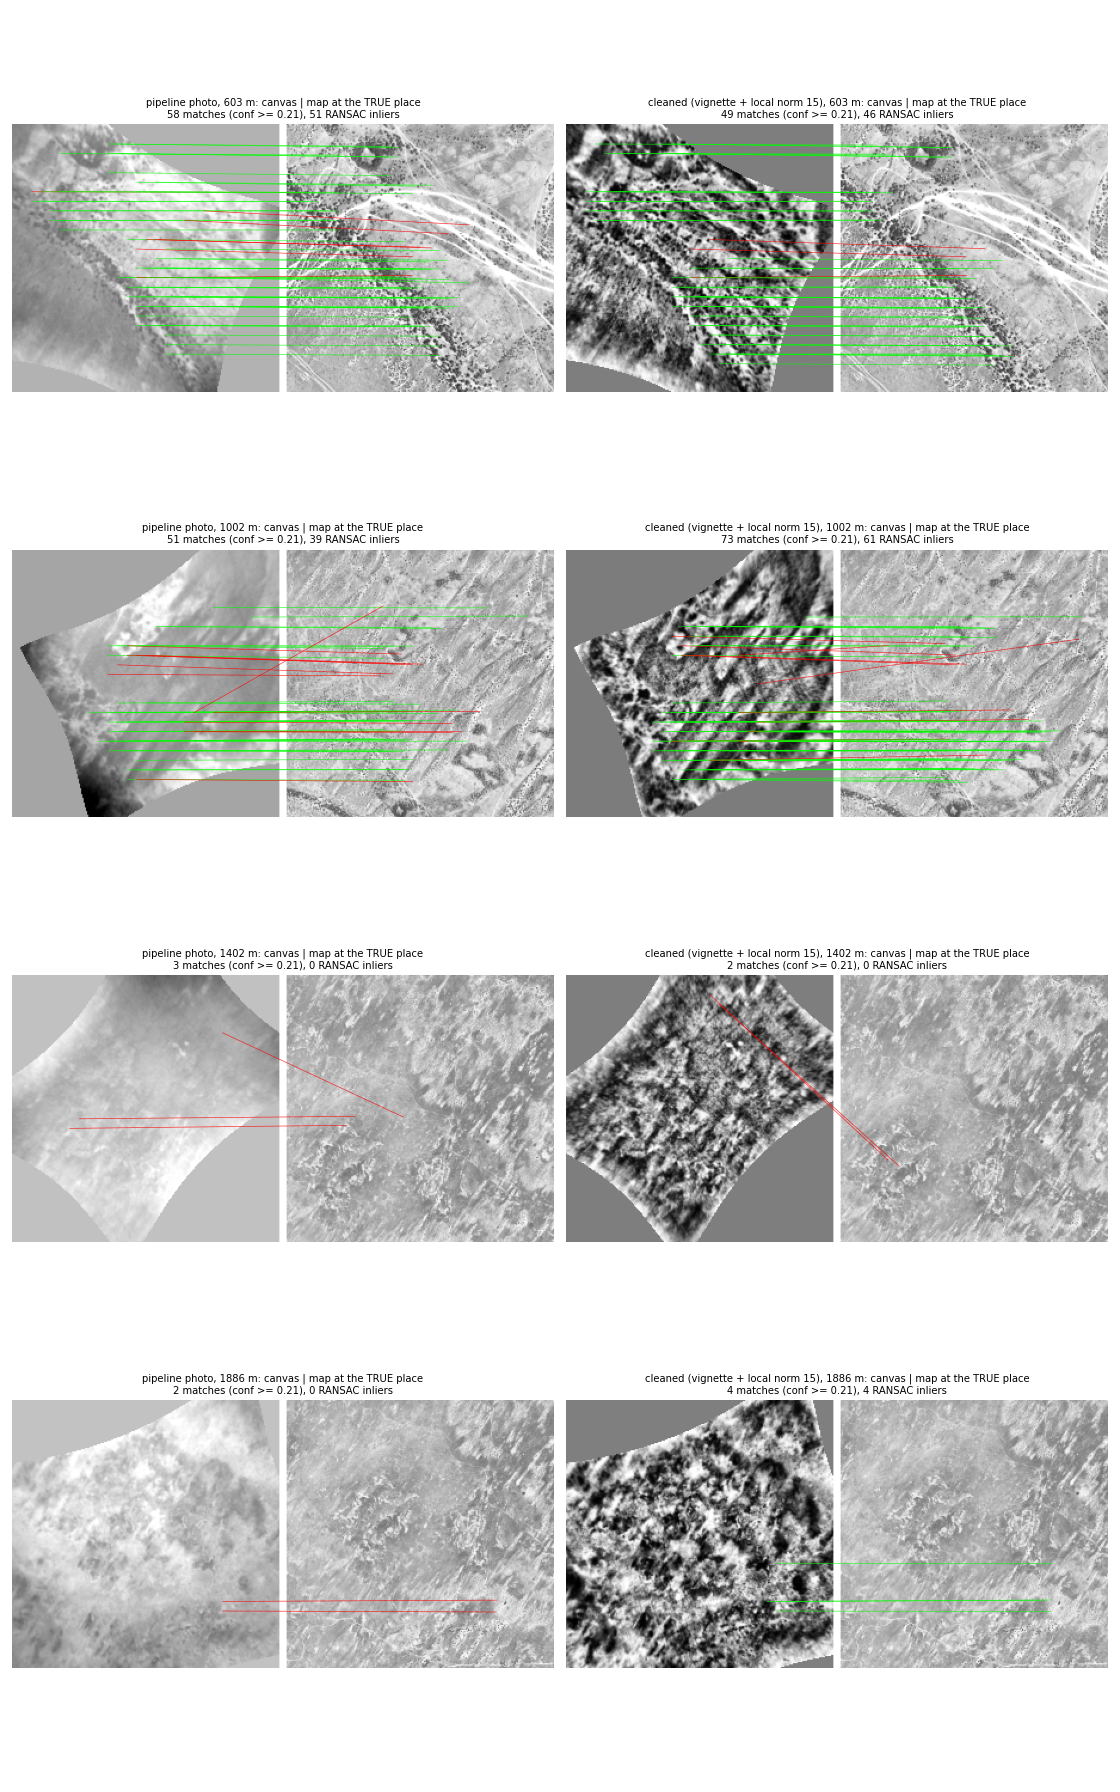 pipeline photo, 603 m: canvas | map at the TRUE place
58 matches (conf >= 0.21), 51 RANSAC inliers
cleaned (vignette + local norm 15), 603 m: canvas | map at the TRUE place
49 matches (conf >= 0.21), 46 RANSAC inliers
pipeline photo, 1002 m: canvas | map at the TRUE place
51 matches (conf >= 0.21), 39 RANSAC inliers
cleaned (vignette + local norm 15), 1002 m: canvas | map at the TRUE place
73 matches (conf >= 0.21), 61 RANSAC inliers
pipeline photo, 1402 m: canvas | map at the TRUE place
3 matches (conf >= 0.21), 0 RANSAC inliers
cleaned (vignette + local norm 15), 1402 m: canvas | map at the TRUE place
2 matches (conf >= 0.21), 0 RANSAC inliers
pipeline photo, 1886 m: canvas | map at the TRUE place
2 matches (conf >= 0.21), 0 RANSAC inliers
cleaned (vignette + local norm 15), 1886 m: canvas | map at the TRUE place
4 matches (conf >= 0.21), 4 RANSAC inliers